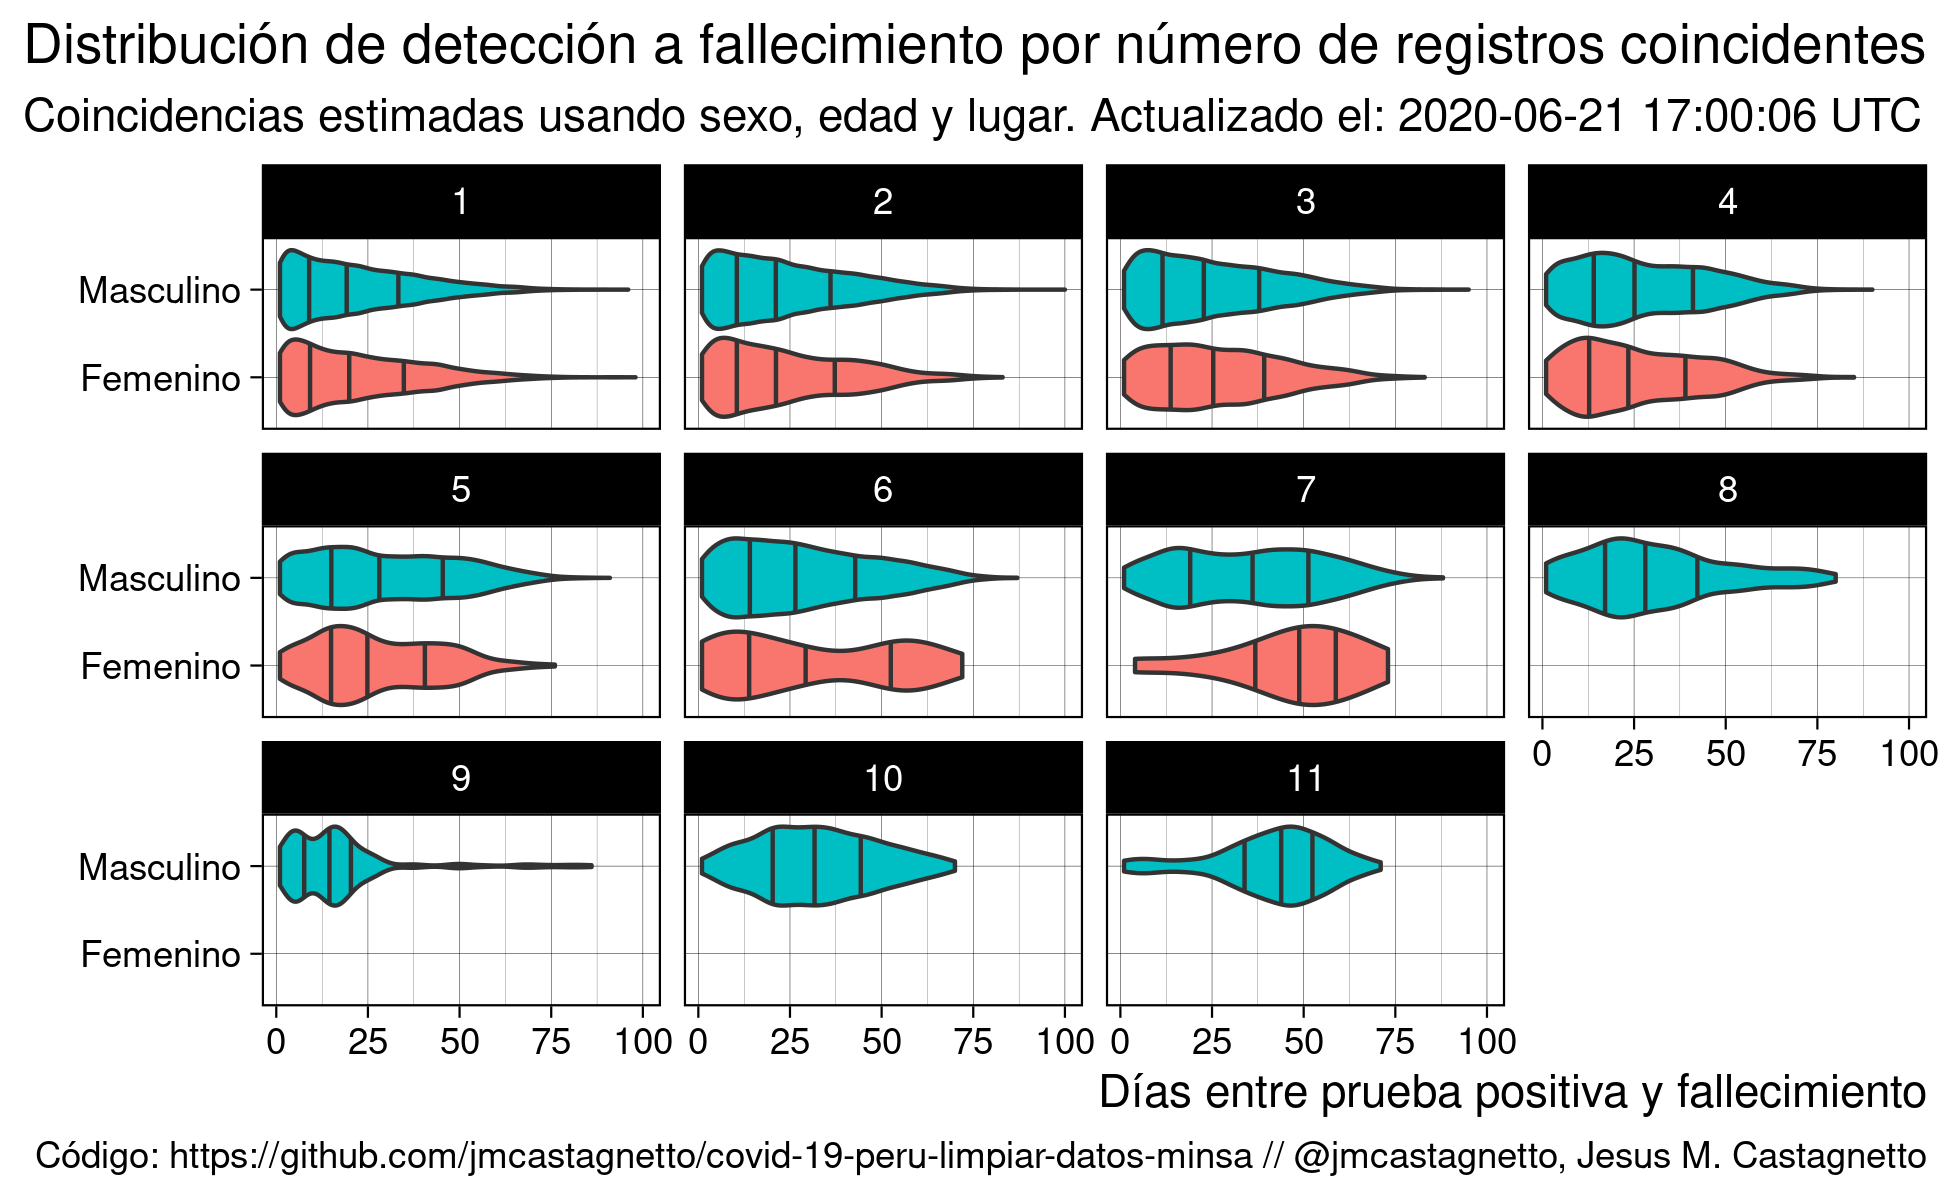 Distribución de detección a fallecimiento por número de registros coincidentes
Coincidencias estimadas usando sexo, edad y lugar. Actualizado el: 2020-06-21 17:00:06 UTC
1 2 3 4
Masculino
Femenino
5 6 7 8
Masculino
Femenino
0 25 50 75 100
9 10 11
Masculino
Femenino
0 25 50 75 100 0 25 50 75 100 0 25 50 75 100
Días entre prueba positiva y fallecimiento
Código: https://github.com/jmcastagnetto/covid-19-peru-limpiar-datos-minsa // @jmcastagnetto, Jesus M. Castagnetto